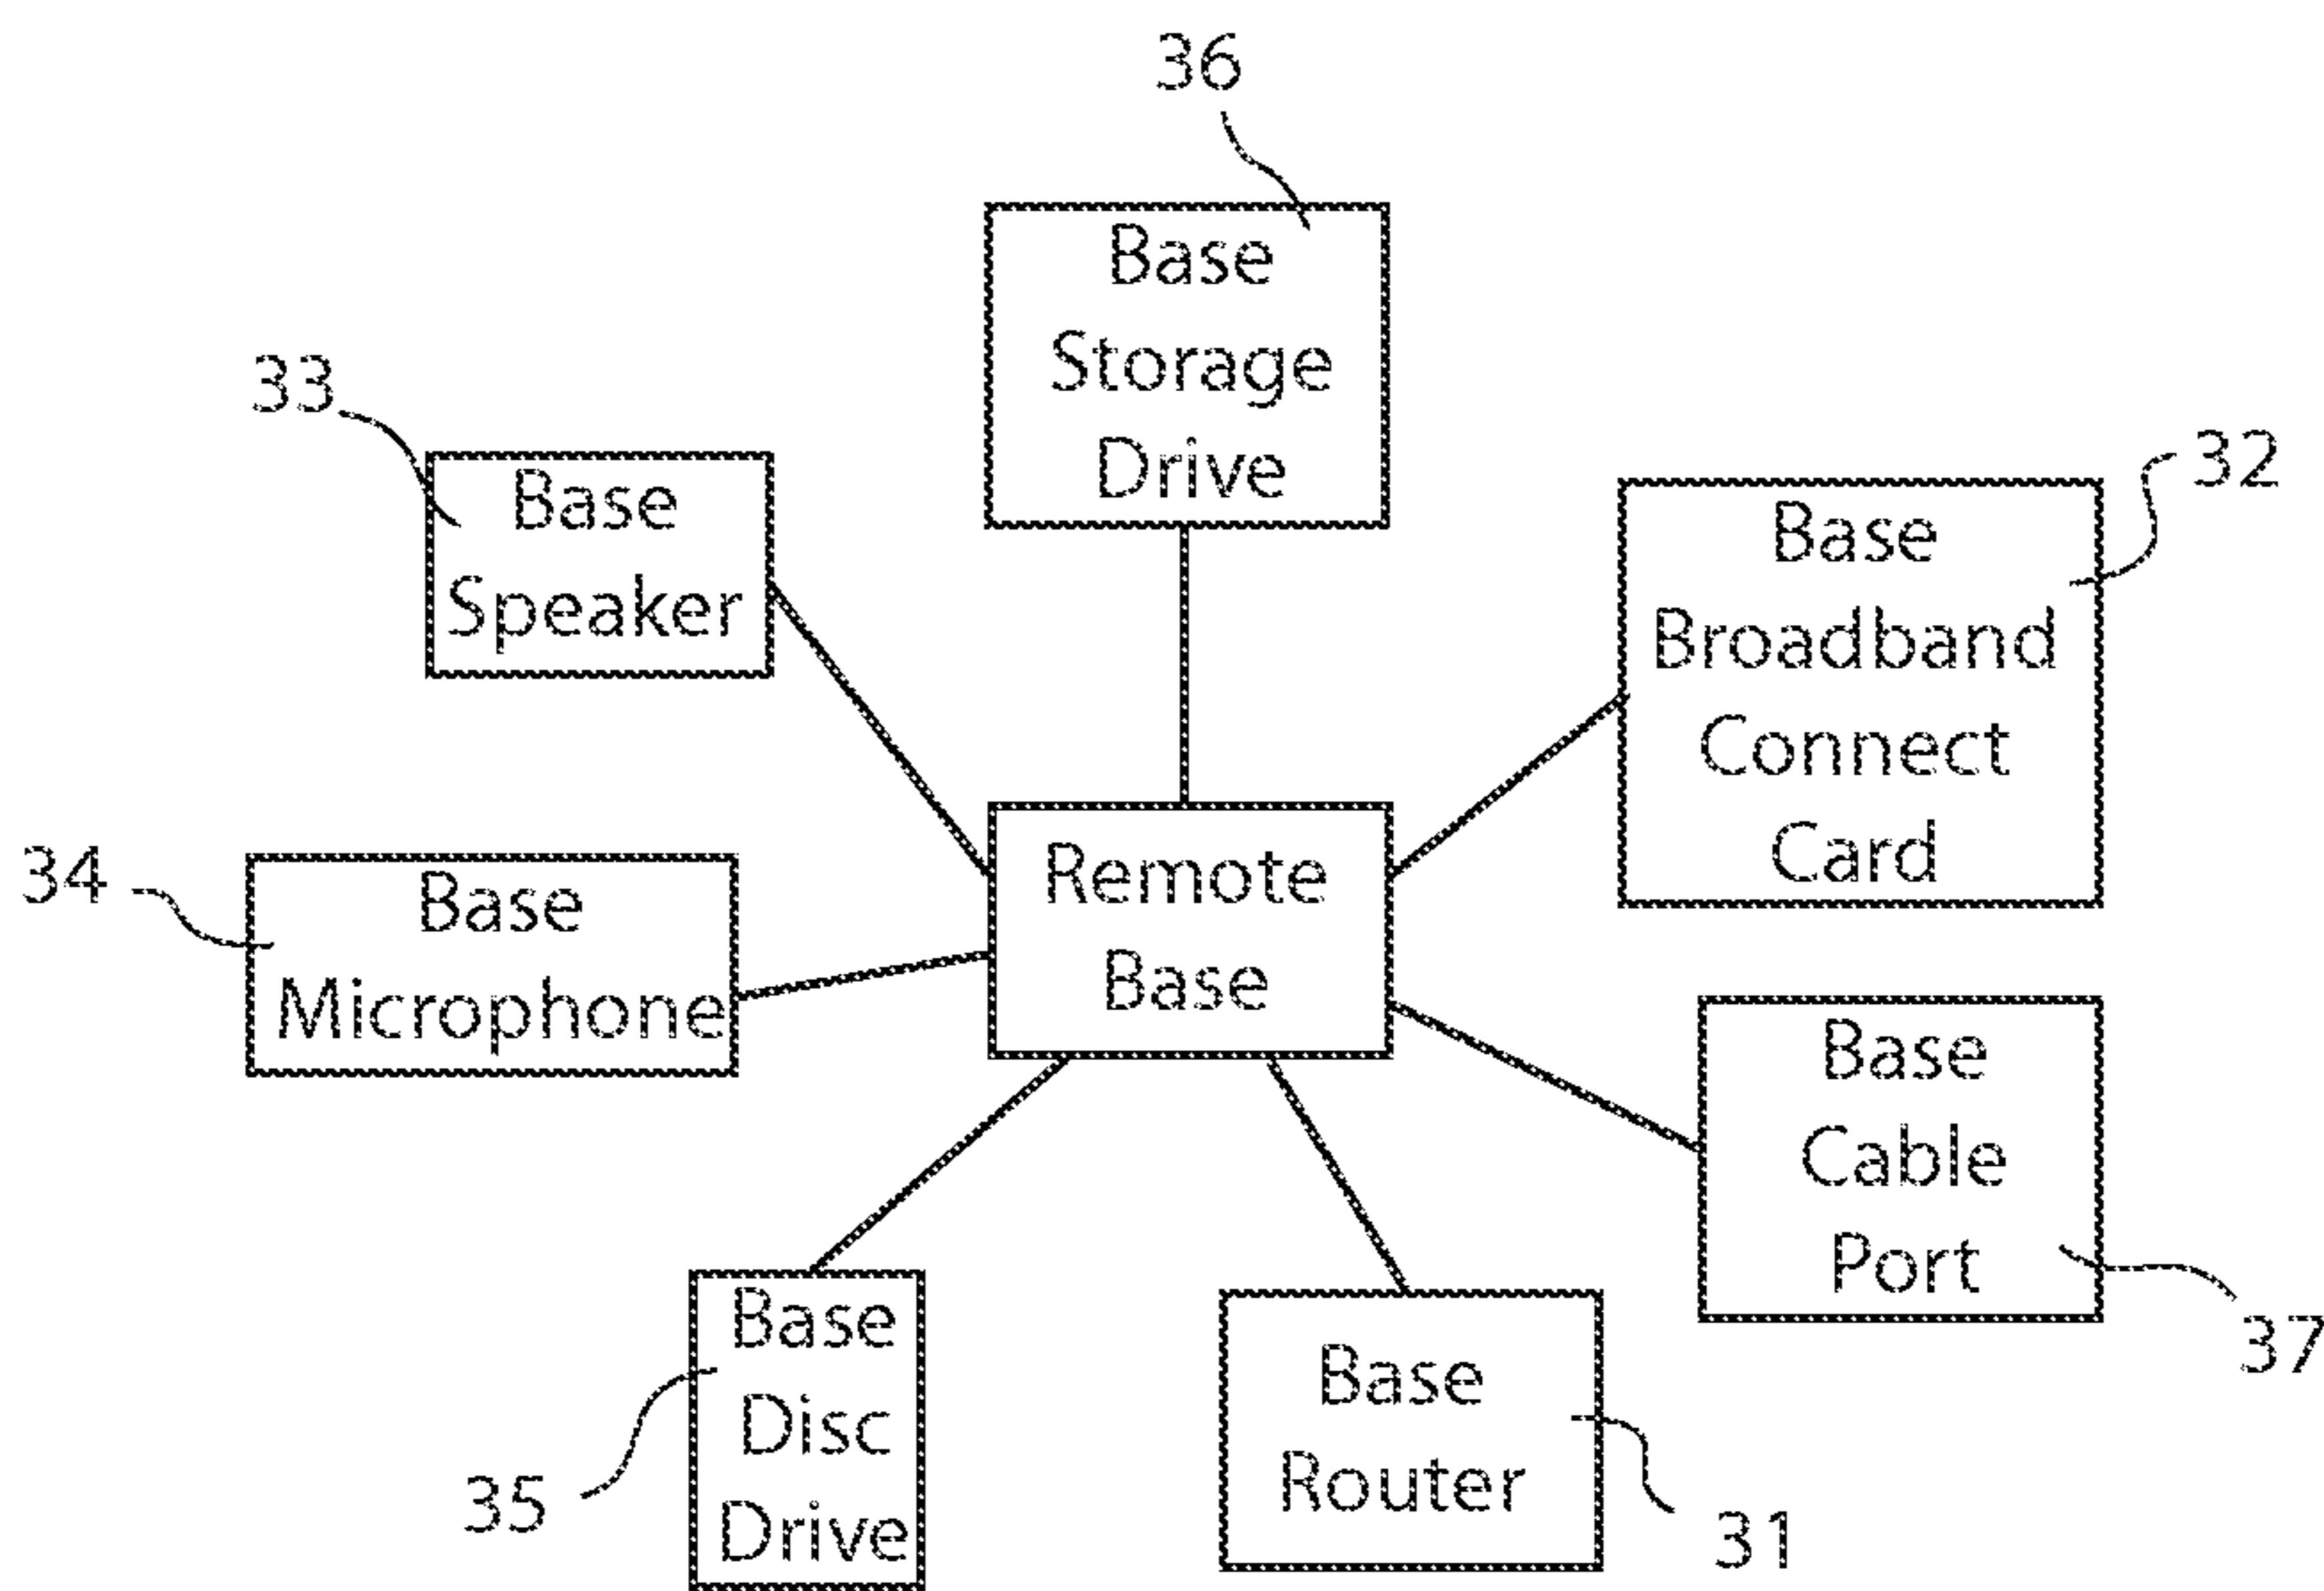 36
Base
Storage
Drive
33
Base
Speaker
32
Base
Broadband
Connect
Card
34
Base
Microphone
Remote
Base
Base
Cable
Port
37
35
Base
Disc
Drive
Base
Router
31